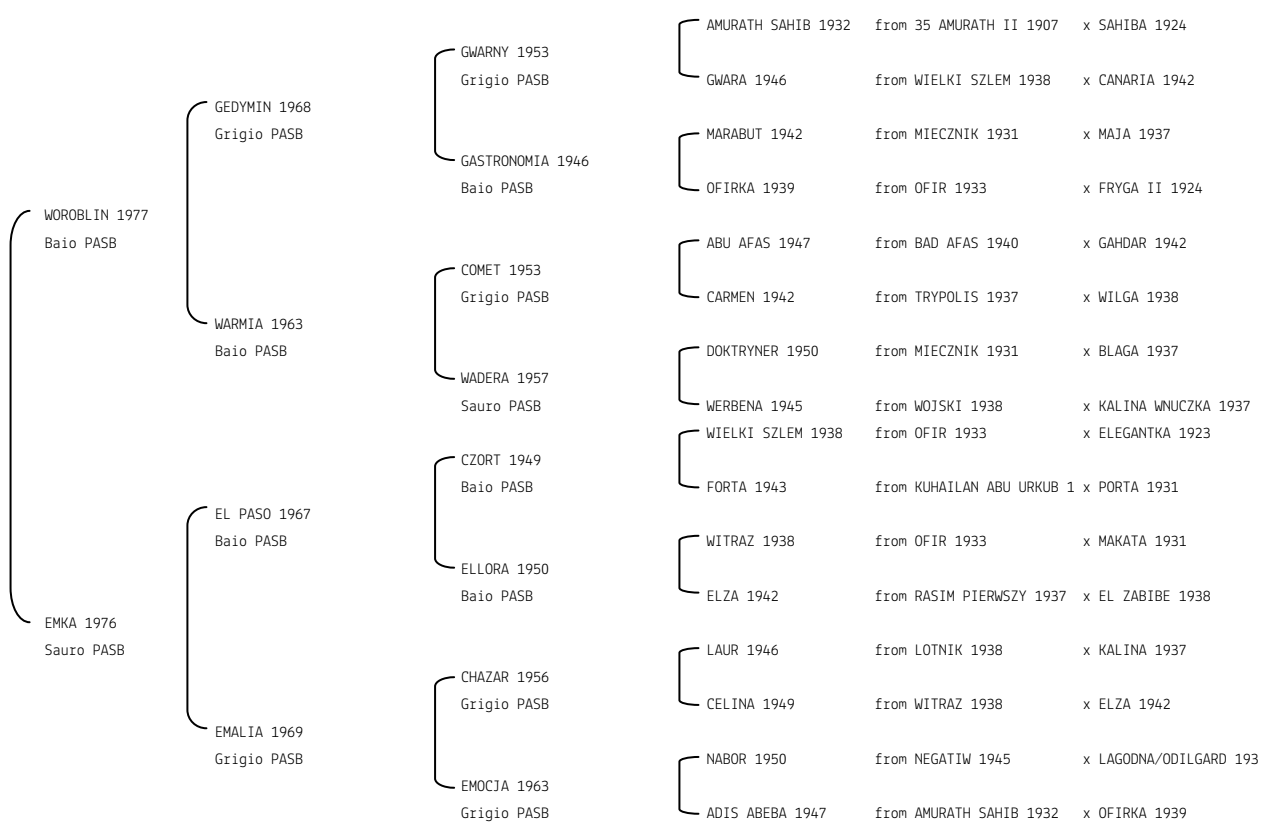 AMURATH SAHIB 1932 from 35 AMURATH II 1907 x SAHIBA 1924
GWARNY 1953
Grigio PASB GWARA 1946 from WIELKI SZLEM 1938 x CANARIA 1942
GEDYMIN 1968
Grigio PASB MARABUT 1942 from MIECZNIK 1931 x MAJA 1937
GASTRONOMIA 1946
Baio PASB OFIRKA 1939 from OFIR 1933 x FRYGA II 1924
WOROBLIN 1977
Baio PASB ABU AFAS 1947 from BAD AFAS 1940 x GAHDAR 1942
COMET 1953
Grigio PASB CARMEN 1942 from TRYPOLIS 1937 x WILGA 1938
WARMIA 1963
Baio PASB DOKTRYNER 1950 from MIECZNIK 1931 x BLAGA 1937
WADERA 1957
Sauro PASB WERBENA 1945 from WOJSKI 1938 x KALINA WNUCZKA 1937
WIELKI SZLEM 1938 from OFIR 1933 x ELEGANTKA 1923
CZORT 1949
Baio PASB FORTA 1943 from KUHAILAN ABU URKUB 1 x PORTA 1931
EL PASO 1967
Baio PASB WITRAZ 1938 from OFIR 1933 x MAKATA 1931
ELLORA 1950
Baio PASB ELZA 1942 from RASIM PIERWSZY 1937 x EL ZABIBE 1938
EMKA 1976
Sauro PASB LAUR 1946 from LOTNIK 1938 x KALINA 1937
CHAZAR 1956
Grigio PASB CELINA 1949 from WITRAZ 1938 x ELZA 1942
EMALIA 1969
Grigio PASB NABOR 1950 from NEGATIW 1945 x LAGODNA/ODILGARD 193
EMOCJA 1963
Grigio PASB ADIS ABEBA 1947 from AMURATH SAHIB 1932 x OFIRKA 1939